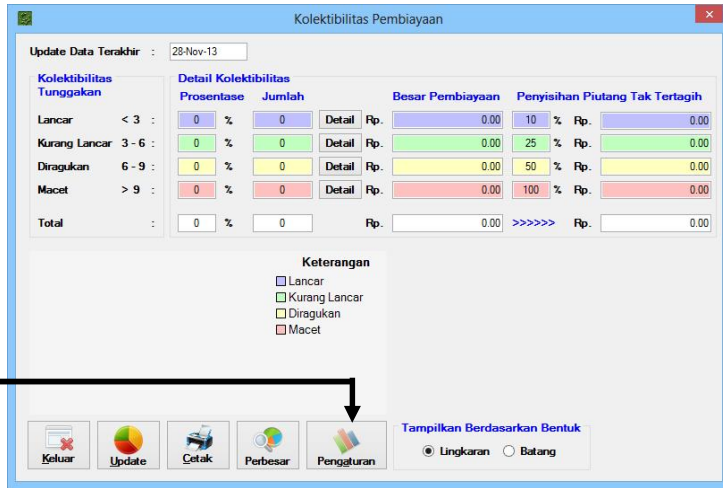 Kolektibilitas Pembiayaan
Update Data Terakhir : 28-Nov-13
Kolektibilitas Tunggakan
Detail Kolektibilitas
Prosentase Jumlah Besar Pembiayaan Penyisihan Piutang Tak Tertagih
Lancar < 3 : 0 % 0 Detail Rp. 0.00 10 % Rp. 0.00
Kurang Lancar 3 - 6 : 0 % 0 Detail Rp. 0.00 25 % Rp. 0.00
Diragukan 6 - 9 : 0 % 0 Detail Rp. 0.00 50 % Rp. 0.00
Macet > 9 : 0 % 0 Detail Rp. 0.00 100 % Rp. 0.00
Total : 0 % 0 Rp. 0.00 >>>>>> Rp. 0.00
Keterangan
Lancar
Kurang Lancar
Diragukan
Macet
Keluar Update Cetak Perbesar Pengaturan
Tampilkan Berdasarkan Bentuk
Lingkaran Batang